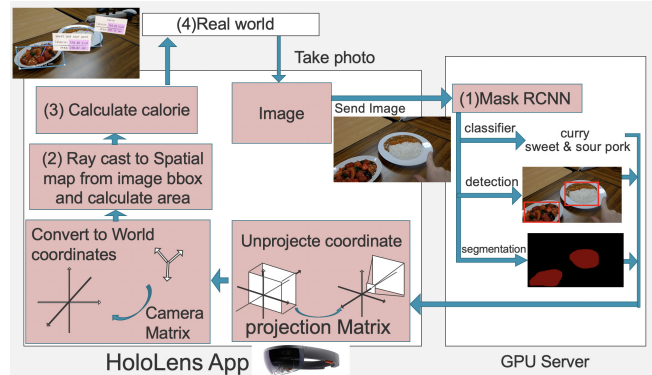 (4)Real world
Take photo
(3) Calculate calorie
Image
Send Image
(1)Mask RCNN
classifier
curry
sweet & sour pork
(2) Ray cast to Spatial
map from image bbox
and calculate area
detection
Convert to World
coordinates
Camera
Matrix
Unprojecte coordinate
projection Matrix
segmentation
HoloLens App
GPU Server